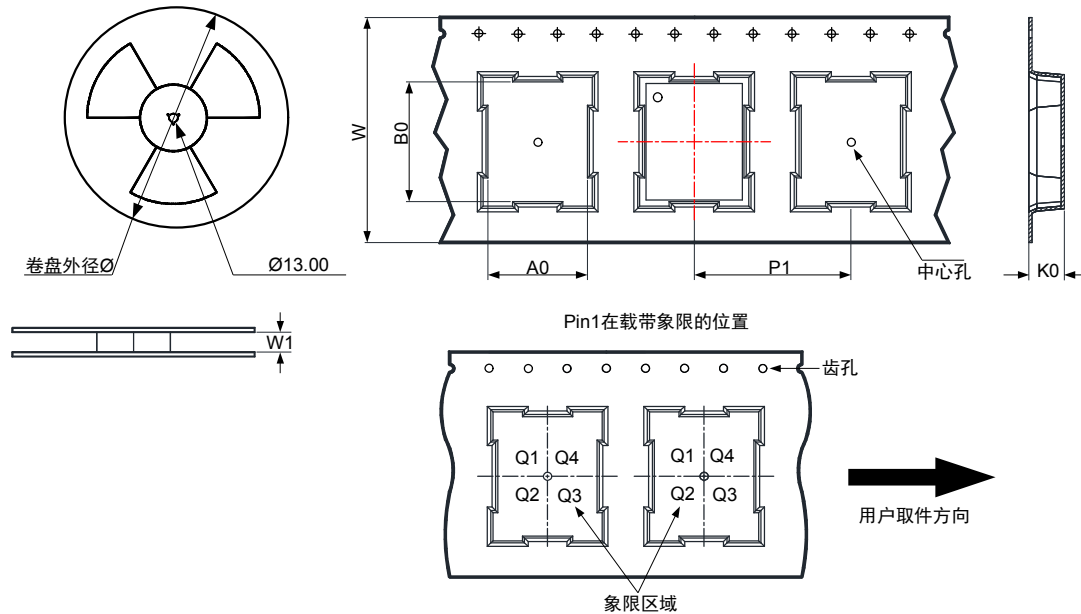 W
B0
A0
P1
中心孔
K0
卷盘外径Ø
Ø13.00
W1
Pin1在载带象限的位置
齿孔
Q1 Q4
Q2 Q3
Q1 Q4
Q2 Q3
用户取件方向
象限区域